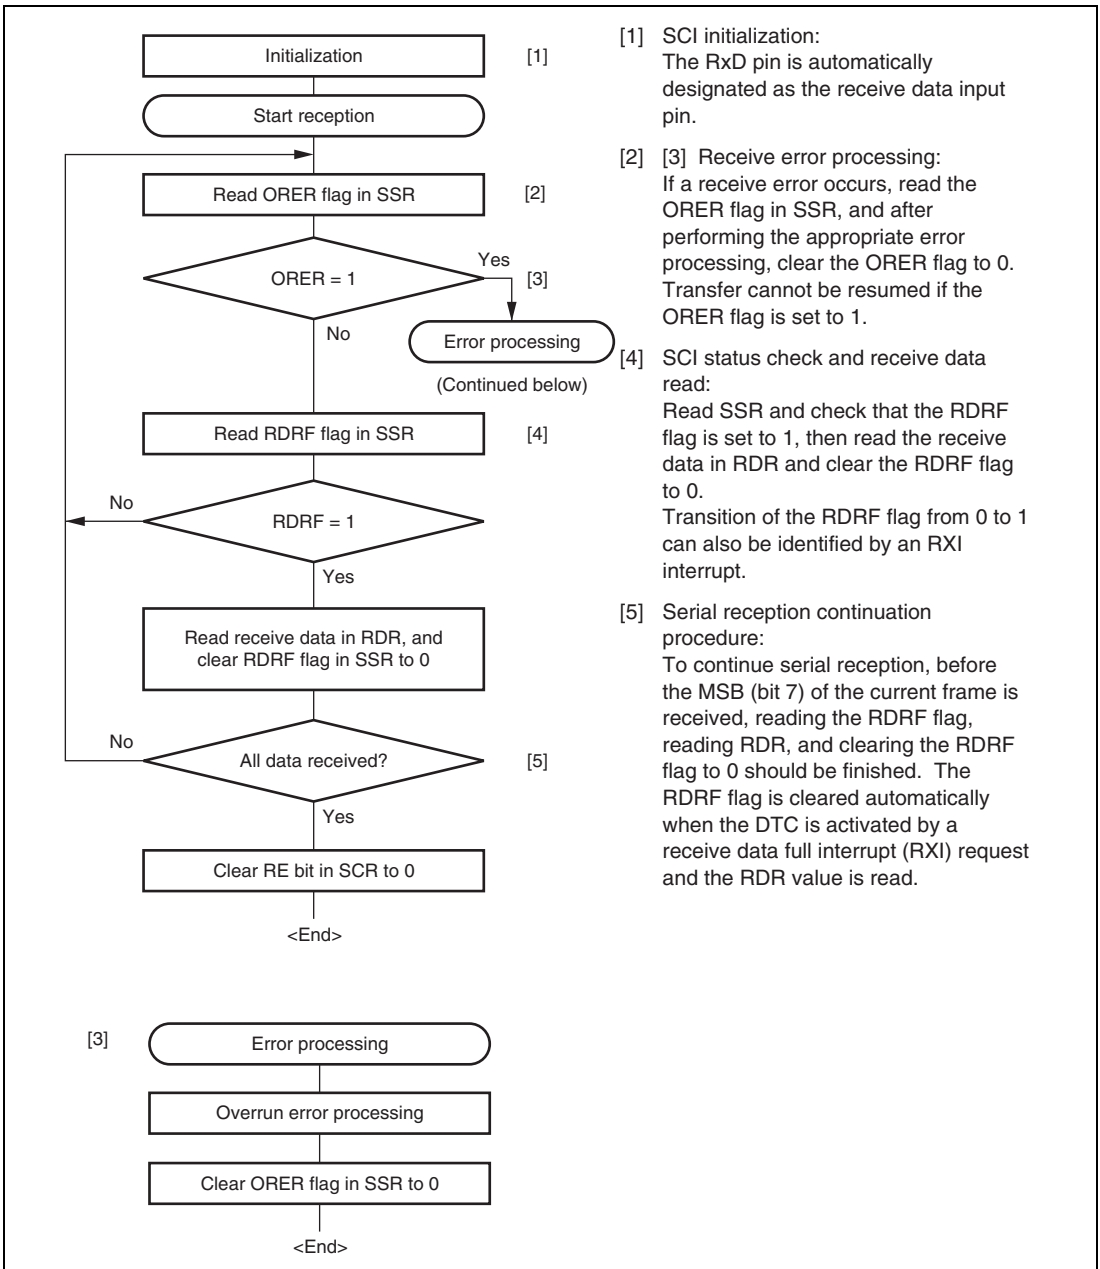 Initialization [1]
Start reception
Read ORER flag in SSR [2]
Yes
ORER = 1 [3]
No
Error processing
(Continued below)
Read RDRF flag in SSR [4]
No
RDRF = 1
Yes
Read receive data in RDR, and
clear RDRF flag in SSR to 0
No
All data received? [5]
Yes
Clear RE bit in SCR to 0
<End>
[3] Error processing
Overrun error processing
Clear ORER flag in SSR to 0
<End>
[1] SCI initialization:
The RxD pin is automatically
designated as the receive data input
pin.
[2] [3] Receive error processing:
If a receive error occurs, read the
ORER flag in SSR, and after
performing the appropriate error
processing, clear the ORER flag to 0.
Transfer cannot be resumed if the
ORER flag is set to 1.
[4] SCI status check and receive data
read:
Read SSR and check that the RDRF
flag is set to 1, then read the receive
data in RDR and clear the RDRF flag
to 0.
Transition of the RDRF flag from 0 to 1
can also be identified by an RXI
interrupt.
[5] Serial reception continuation
procedure:
To continue serial reception, before
the MSB (bit 7) of the current frame is
received, reading the RDRF flag,
reading RDR, and clearing the RDRF
flag to 0 should be finished. The
RDRF flag is cleared automatically
when the DTC is activated by a
receive data full interrupt (RXI) request
and the RDR value is read.